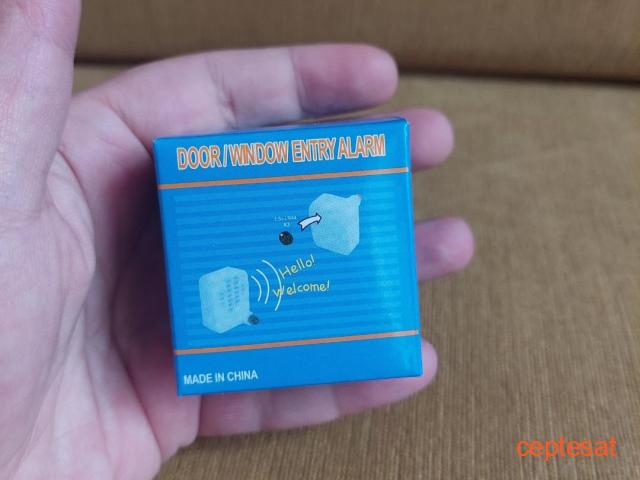 DOOR/WINDOW ENTRY ALARM
Hello!
Welcome!
MADE IN CHINA
ceptesat